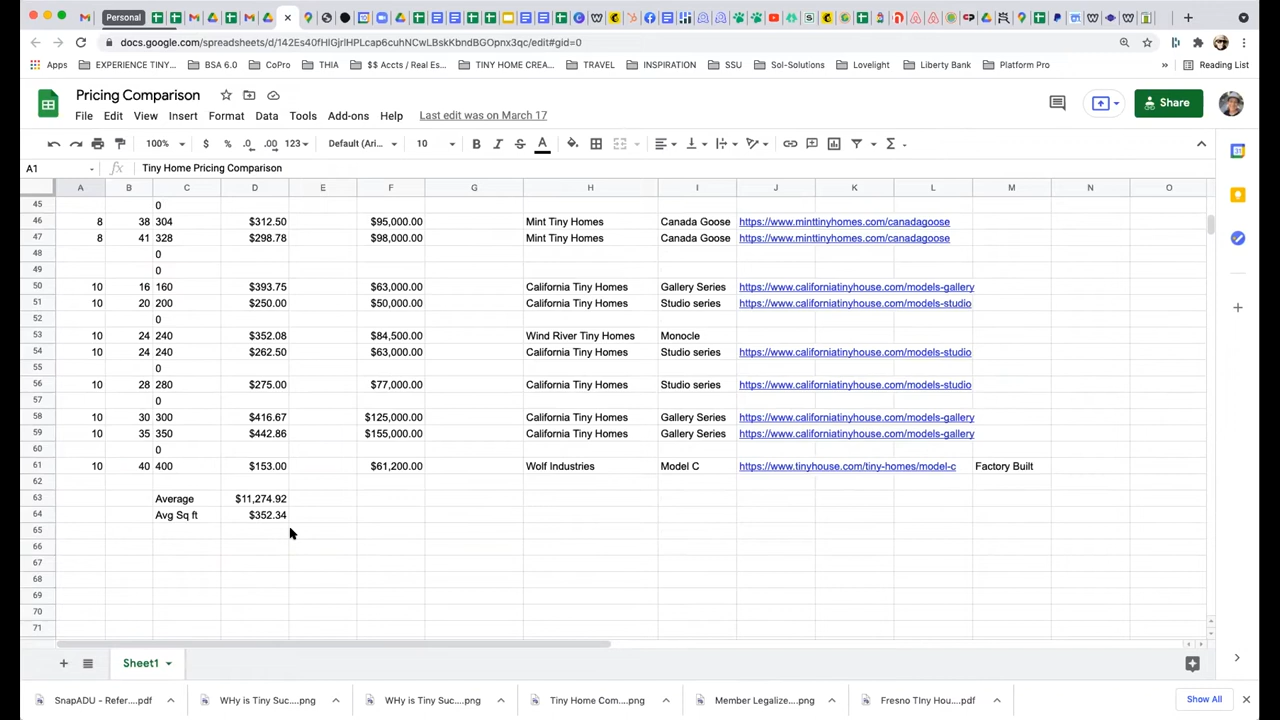 Personal
docs.google.com/spreadsheets/d/142Es40fHIGjrlHPLcap6cuhNCwLBskKbndBGOpnx3qc/edit#gid=0
Apps EXPERIENCE TINY... BSA 6.0 CoPro THIA $$ Accts / Real Es... TINY HOME CREA... TRAVEL INSPIRATION SSU Sol-Solutions Lovelight Liberty Bank Platform Pro » Reading List
Pricing Comparison
File Edit View Insert Format Data Tools Add-ons Help Last edit was on March 17
Share
100% $ % .0 .00 123 Default (Ari... 10 B I S A Σ
A1 fx Tiny Home Pricing Comparison
A B C D E F G H I J K L M N O
45 0
46 8 38 304 $312.50 $95,000.00 Mint Tiny Homes Canada Goose https://www.minttinyhomes.com/canadagoose
47 8 41 328 $298.78 $98,000.00 Mint Tiny Homes Canada Goose https://www.minttinyhomes.com/canadagoose
48 0
49 0
50 10 16 160 $393.75 $63,000.00 California Tiny Homes Gallery Series https://www.californiatinyhouse.com/models-gallery
51 10 20 200 $250.00 $50,000.00 California Tiny Homes Studio series https://www.californiatinyhouse.com/models-studio
52 0
53 10 24 240 $352.08 $84,500.00 Wind River Tiny Homes Monocle
54 10 24 240 $262.50 $63,000.00 California Tiny Homes Studio series https://www.californiatinyhouse.com/models-studio
55 0
56 10 28 280 $275.00 $77,000.00 California Tiny Homes Studio series https://www.californiatinyhouse.com/models-studio
57 0
58 10 30 300 $416.67 $125,000.00 California Tiny Homes Gallery Series https://www.californiatinyhouse.com/models-gallery
59 10 35 350 $442.86 $155,000.00 California Tiny Homes Gallery Series https://www.californiatinyhouse.com/models-gallery
60 0
61 10 40 400 $153.00 $61,200.00 Wolf Industries Model C https://www.tinyhouse.com/tiny-homes/model-c Factory Built
62
63 Average $11,274.92
64 Avg Sq ft $352.34
65
66
67
68
69
70
71
Sheet1
SnapADU - Refer....pdf WHy is Tiny Suc....png WHy is Tiny Suc....png Tiny Home Com....png Member Legalize....png Fresno TIny Hou....pdf Show All